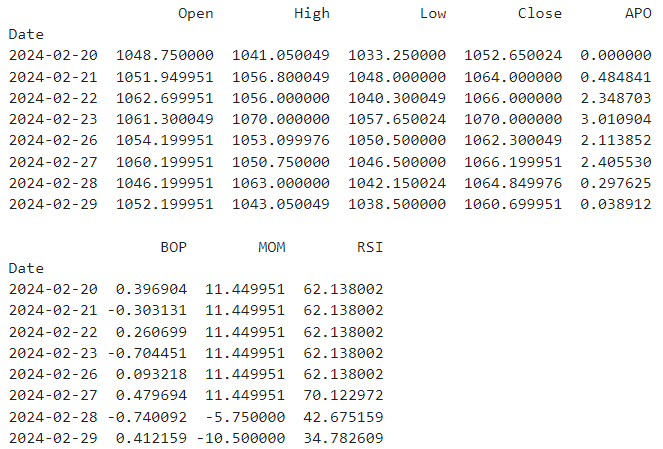 Open High Low Close APO
Date
2024-02-20 1048.750000 1041.050049 1033.250000 1052.650024 0.000000
2024-02-21 1051.949951 1056.800049 1048.000000 1064.000000 0.484841
2024-02-22 1062.699951 1056.000000 1040.300049 1066.000000 2.348703
2024-02-23 1061.300049 1070.000000 1057.650024 1070.000000 3.010904
2024-02-26 1054.199951 1053.099976 1050.500000 1062.300049 2.113852
2024-02-27 1060.199951 1050.750000 1046.500000 1066.199951 2.405530
2024-02-28 1046.199951 1063.000000 1042.150024 1064.849976 0.297625
2024-02-29 1052.199951 1043.050049 1038.500000 1060.699951 0.038912
BOP MOM RSI
Date
2024-02-20 0.396904 11.449951 62.138002
2024-02-21 -0.303131 11.449951 62.138002
2024-02-22 0.260699 11.449951 62.138002
2024-02-23 -0.704451 11.449951 62.138002
2024-02-26 0.093218 11.449951 62.138002
2024-02-27 0.479694 11.449951 70.122972
2024-02-28 -0.740092 -5.750000 42.675159
2024-02-29 0.412159 -10.500000 34.782609